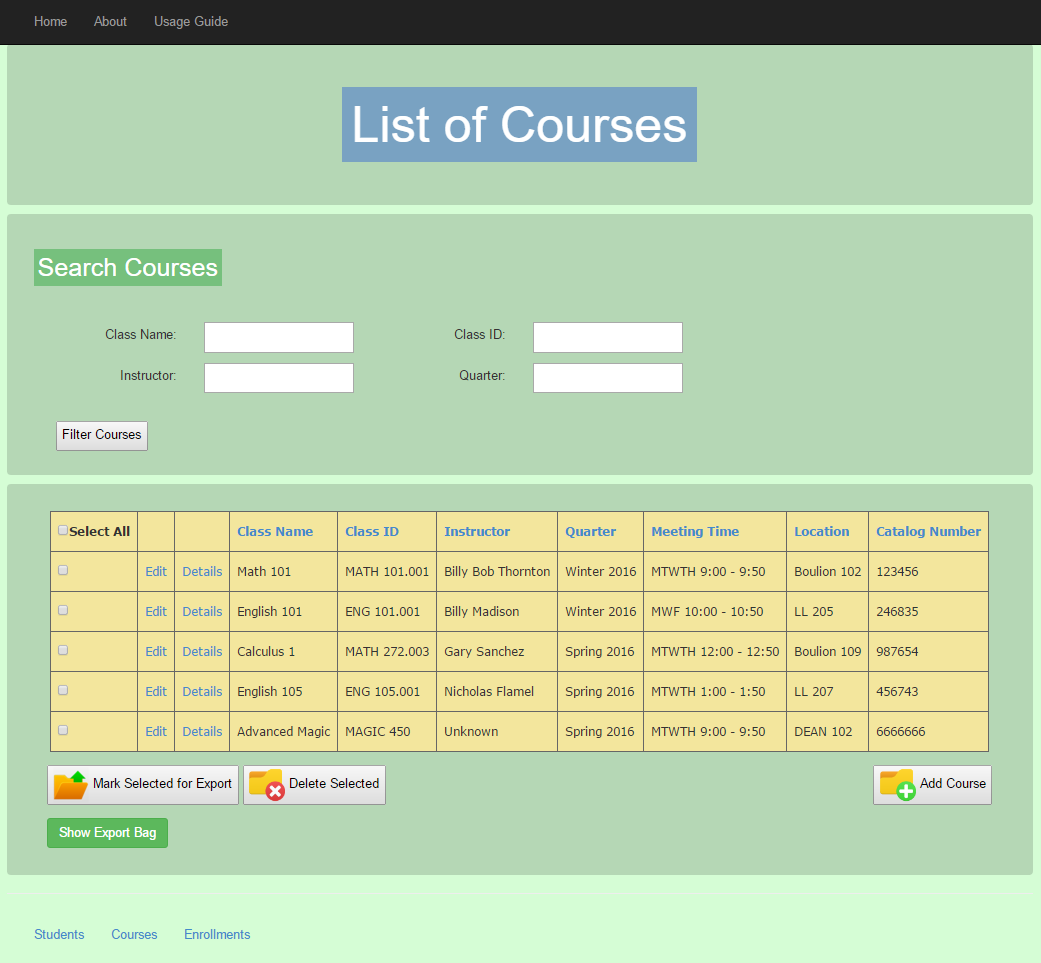 Home About Usage Guide
List of Courses
Search Courses
Class Name: Class ID:
Instructor: Quarter:
Filter Courses
Select All Class Name Class ID Instructor Quarter Meeting Time Location Catalog Number
Edit Details Math 101 MATH 101.001 Billy Bob Thornton Winter 2016 MTWTH 9:00 - 9:50 Boulion 102 123456
Edit Details English 101 ENG 101.001 Billy Madison Winter 2016 MWF 10:00 - 10:50 LL 205 246835
Edit Details Calculus 1 MATH 272.003 Gary Sanchez Spring 2016 MTWTH 12:00 - 12:50 Boulion 109 987654
Edit Details English 105 ENG 105.001 Nicholas Flamel Spring 2016 MTWTH 1:00 - 1:50 LL 207 456743
Edit Details Advanced Magic MAGIC 450 Unknown Spring 2016 MTWTH 9:00 - 9:50 DEAN 102 6666666
Mark Selected for Export Delete Selected Add Course
Show Export Bag
Students Courses Enrollments